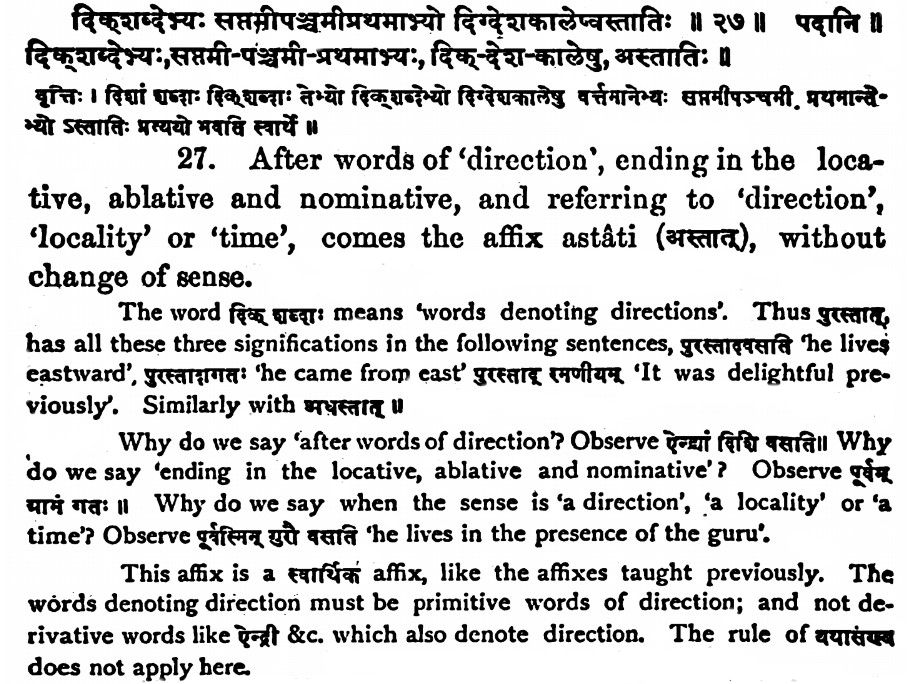 दिक्‌शब्देभ्यः सप्तमीपञ्चमीप्रथमाभ्यो दिग्देशकालेष्वस्तातिः ॥ २७ ॥ पदानि ॥
दिक्‌शब्देभ्यः,सप्तमी-पञ्चमी-प्रथमाभ्यः, दिक्-देश-कालेषु, अस्तातिः ॥
वृत्तिः । दिशां शब्दाः दिक्‌शब्दाः तेभ्यो दिक्‌शब्देभ्यो दिग्देशकालेषु वर्त्तमानेभ्यः सप्तमीपञ्चमी. प्रथमान्ते-
भ्यो ऽस्तातिः प्रत्ययो भवति स्वार्थे ॥
27. After words of ‘direction’, ending in the loca-
tive, ablative and nominative, and referring to ‘direction’,
‘locality’ or ‘time’, comes the affix astâti (अस्तात्), without
change of sense.
The word दिक् शब्दाः means ‘words denoting directions’. Thus पुरस्तात्,
has all these three significations in the following sentences, पुरस्तादवसति ‘he lives
eastward’, पुरस्तादागतः ‘he came from east’ पुरस्ताद् रमणीयम् ‘It was delightful pre-
viously’. Similarly with अधस्तात् ॥
Why do we say ‘after words of direction’? Observe ऐन्द्र्यां दिशि वसति॥ Why
do we say ‘ending in the locative, ablative and nominative’? Observe पूर्वम्
ग्रामं गतः ॥ Why do we say when the sense is ‘a direction’, ‘a locality’ or ‘a
time’? Observe पूर्वस्मिन् गुरौ वसति ‘he lives in the presence of the guru’.
This affix is a स्वार्थिक affix, like the affixes taught previously. The
words denoting direction must be primitive words of direction; and not de-
rivative words like ऐन्द्री &c. which also denote direction. The rule of यथासंख्य
does not apply here.